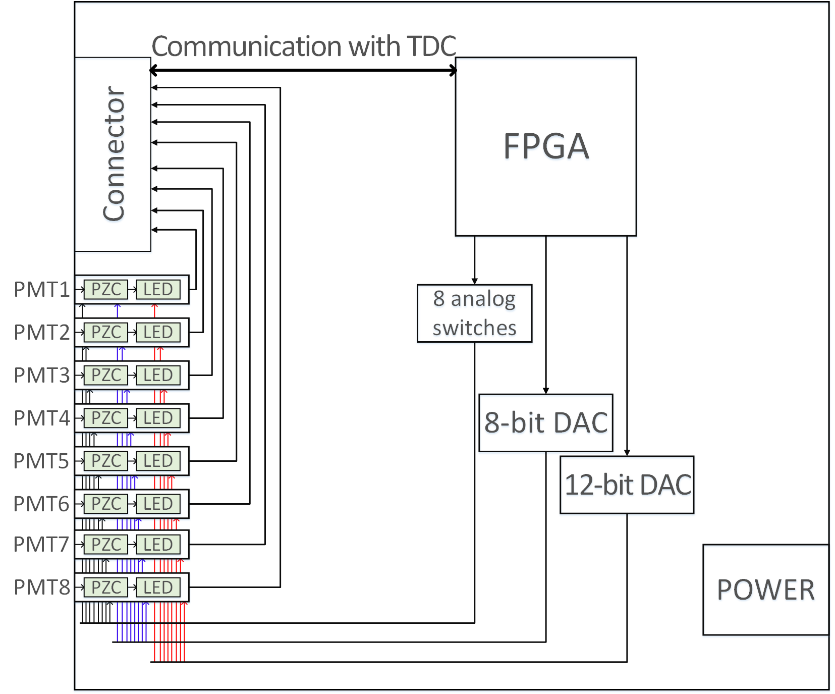 Communication with TDC
Connector
FPGA
PMT1 PZC LED
8 analog
switches
PMT2 PZC LED
PMT3 PZC LED
PMT4 PZC LED
8-bit DAC
PMT5 PZC LED
12-bit DAC
PMT6 PZC LED
PMT7 PZC LED
PMT8 PZC LED
POWER